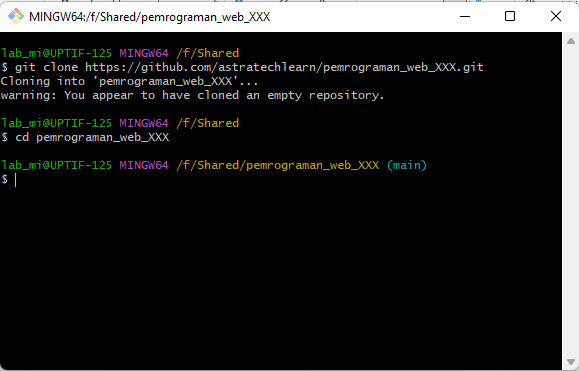 MINGW64:/f/Shared/pemrograman_web_XXX
lab_mi@UPTIF-125 MINGW64 /f/Shared
$ git clone https://github.com/astratechlearn/pemrograman_web_XXX.git
Cloning into 'pemrograman_web_XXX'...
warning: You appear to have cloned an empty repository.
lab_mi@UPTIF-125 MINGW64 /f/Shared
$ cd pemrograman_web_XXX
lab_mi@UPTIF-125 MINGW64 /f/Shared/pemrograman_web_XXX (main)
$